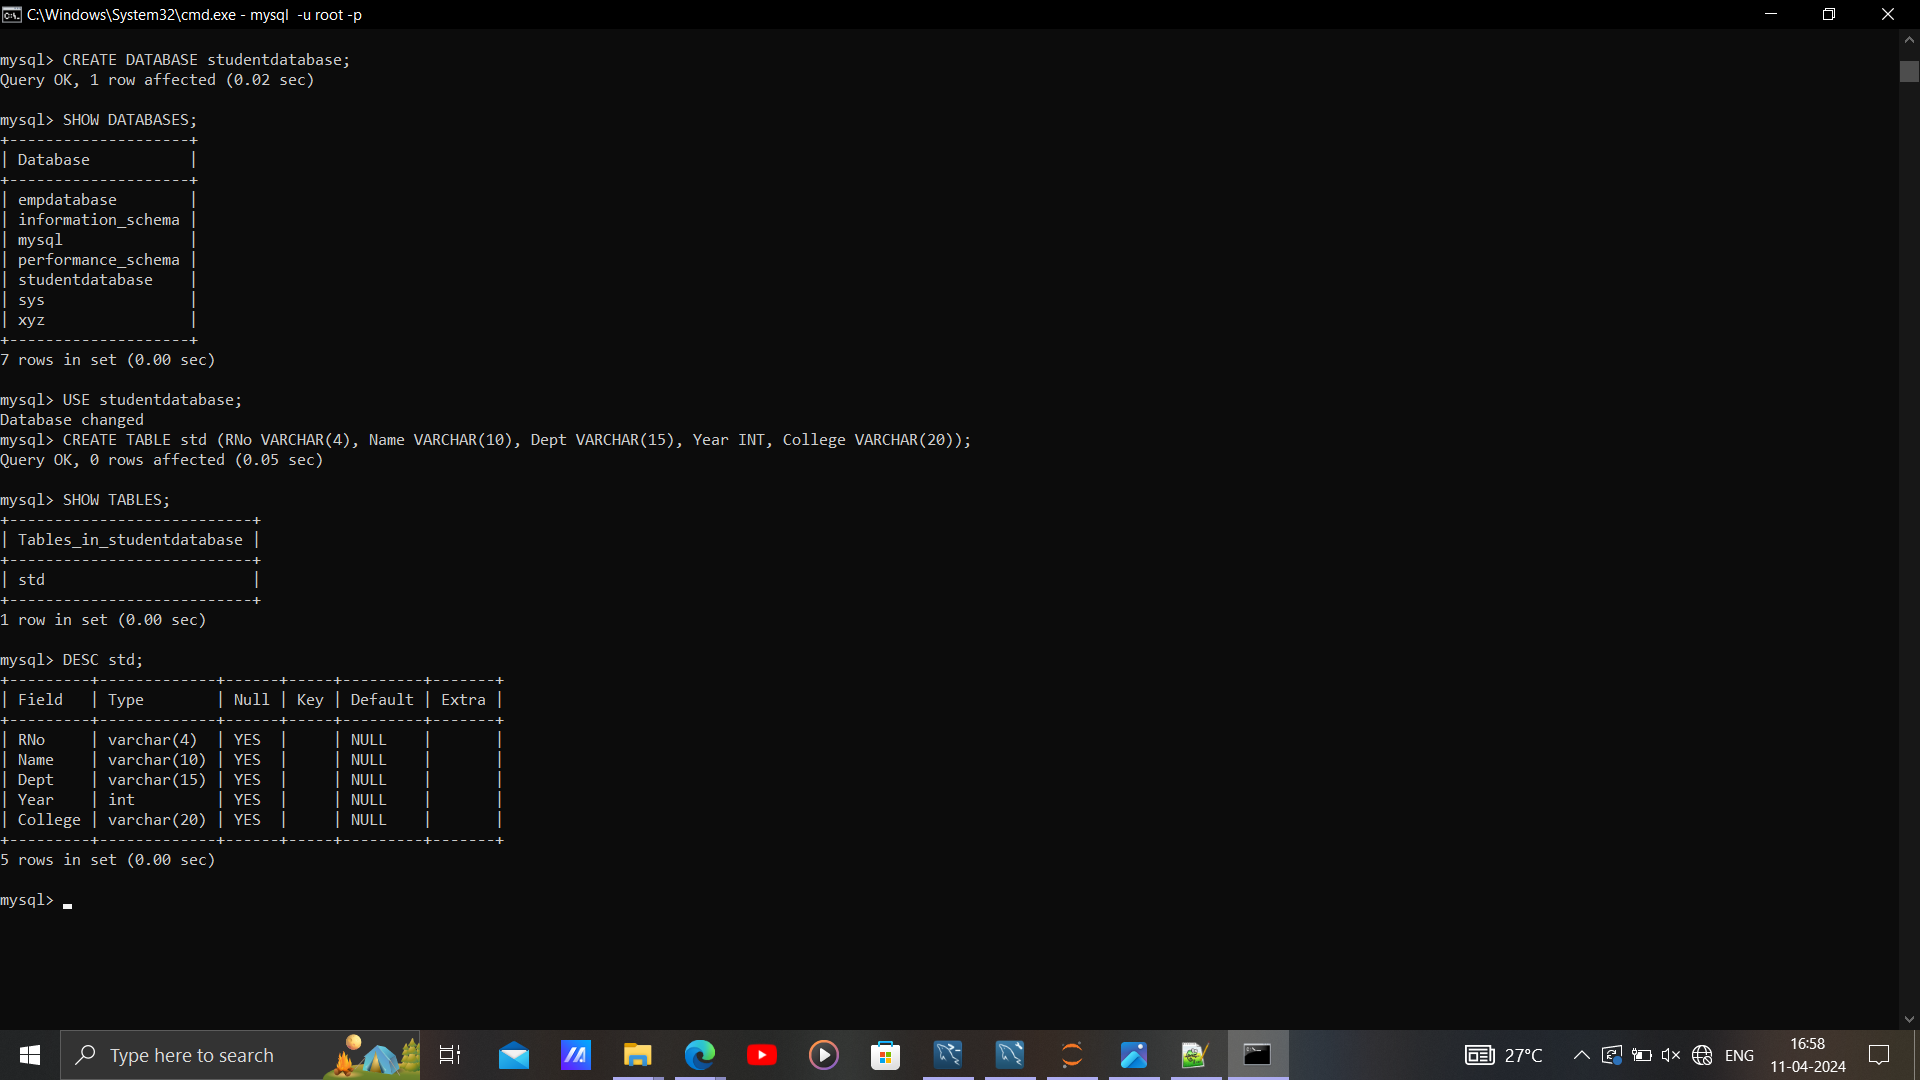 C:\Windows\System32\cmd.exe - mysql  -u root -p
mysql> CREATE DATABASE studentdatabase;
Query OK, 1 row affected (0.02 sec)
mysql> SHOW DATABASES;
+--------------------+
| Database           |
+--------------------+
| empdatabase        |
| information_schema |
| mysql              |
| performance_schema |
| studentdatabase    |
| sys                |
| xyz                |
+--------------------+
7 rows in set (0.00 sec)
mysql> USE studentdatabase;
Database changed
mysql> CREATE TABLE std (RNo VARCHAR(4), Name VARCHAR(10), Dept VARCHAR(15), Year INT, College VARCHAR(20));
Query OK, 0 rows affected (0.05 sec)
mysql> SHOW TABLES;
+---------------------------+
| Tables_in_studentdatabase |
+---------------------------+
| std                       |
+---------------------------+
1 row in set (0.00 sec)
mysql> DESC std;
+---------+-------------+------+-----+---------+-------+
| Field   | Type        | Null | Key | Default | Extra |
+---------+-------------+------+-----+---------+-------+
| RNo     | varchar(4)  | YES  |     | NULL    |       |
| Name    | varchar(10) | YES  |     | NULL    |       |
| Dept    | varchar(15) | YES  |     | NULL    |       |
| Year    | int         | YES  |     | NULL    |       |
| College | varchar(20) | YES  |     | NULL    |       |
+---------+-------------+------+-----+---------+-------+
5 rows in set (0.00 sec)
mysql>
Type here to search
27°C
ENG
16:58
11-04-2024